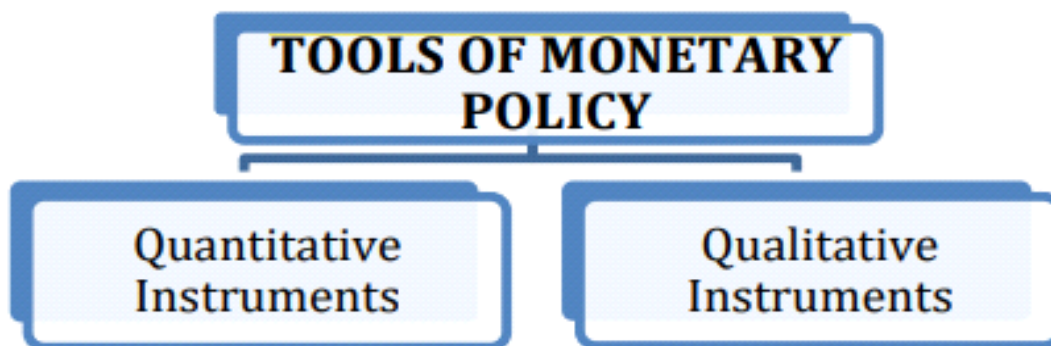 TOOLS OF MONETARY
POLICY
Quantitative
Instruments
Qualitative
Instruments